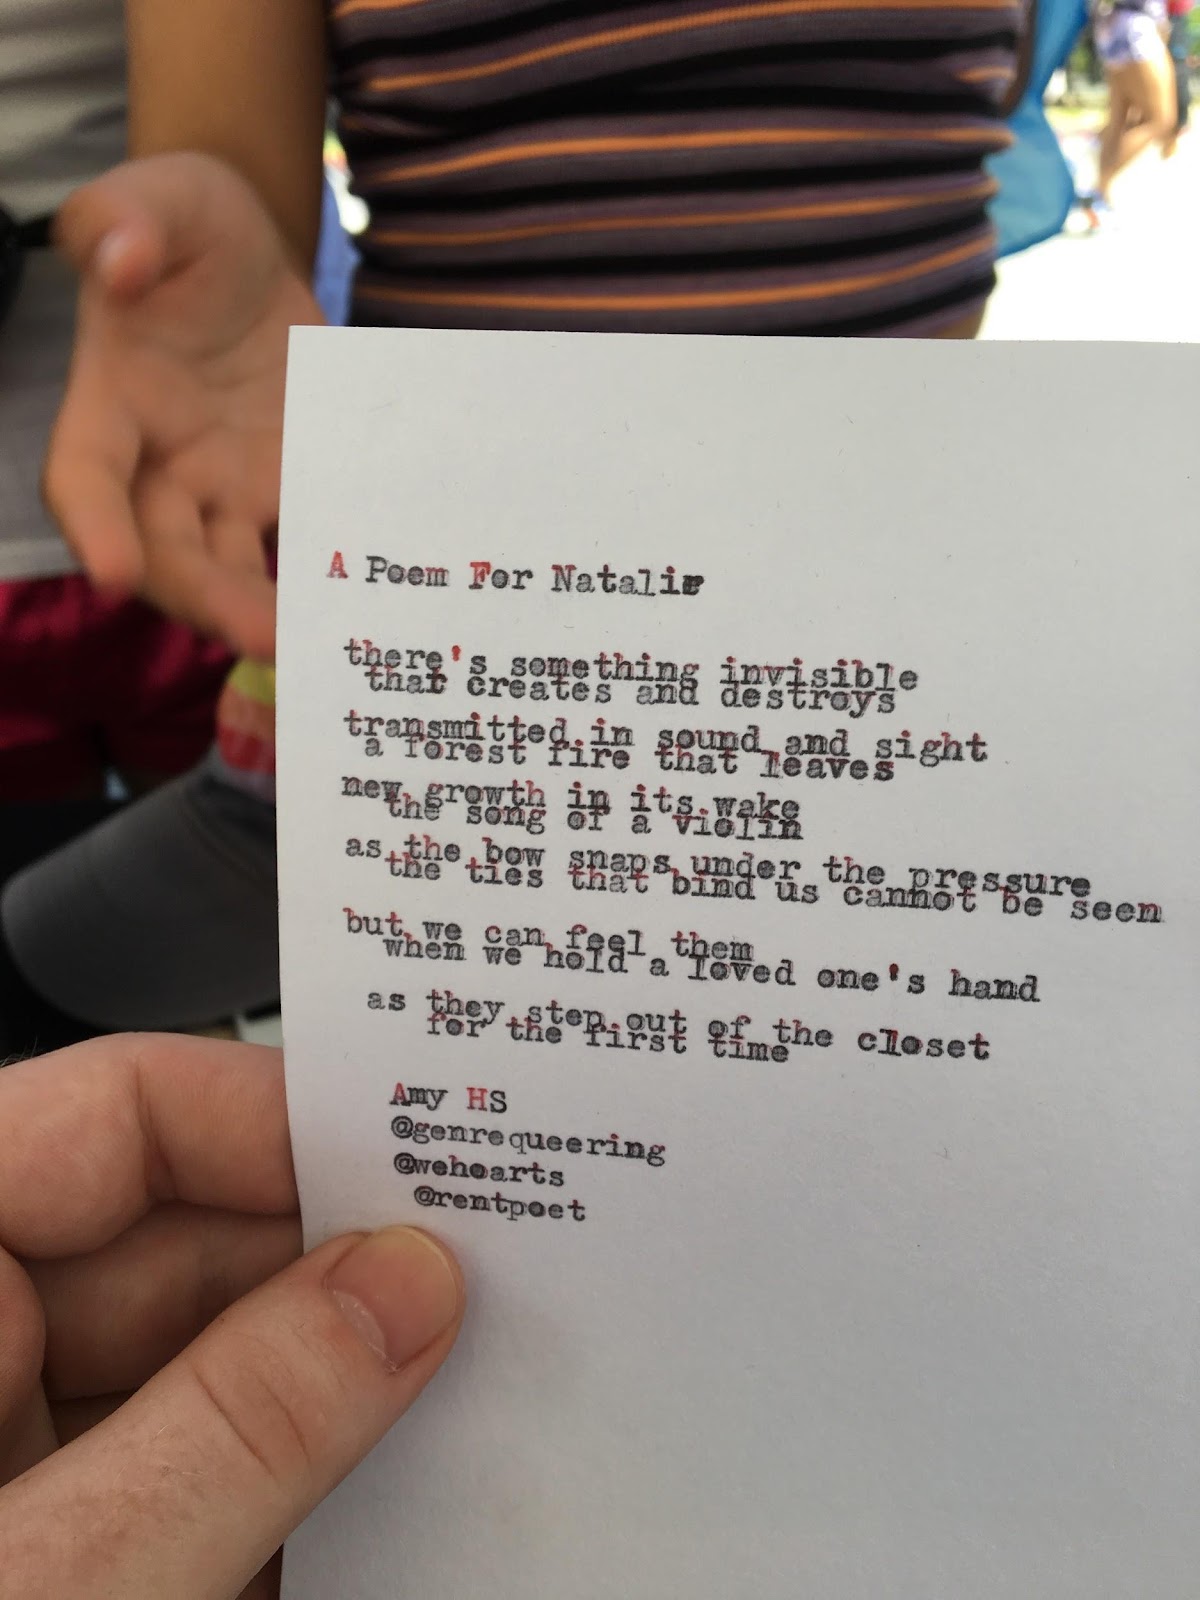 A Poem For Natalie
there's something invisible
that creates and destroys
transmitted in sound and sight
a forest fire that leaves
new growth in its wake
the song of a violin
as the bow snaps under the pressure
the ties that bind us cannot be seen
but we can feel them
when we hold a loved one's hand
as they step out of the closet
for the first time
Amy HS
@genrequeering
@wehoarts
@rentpoet